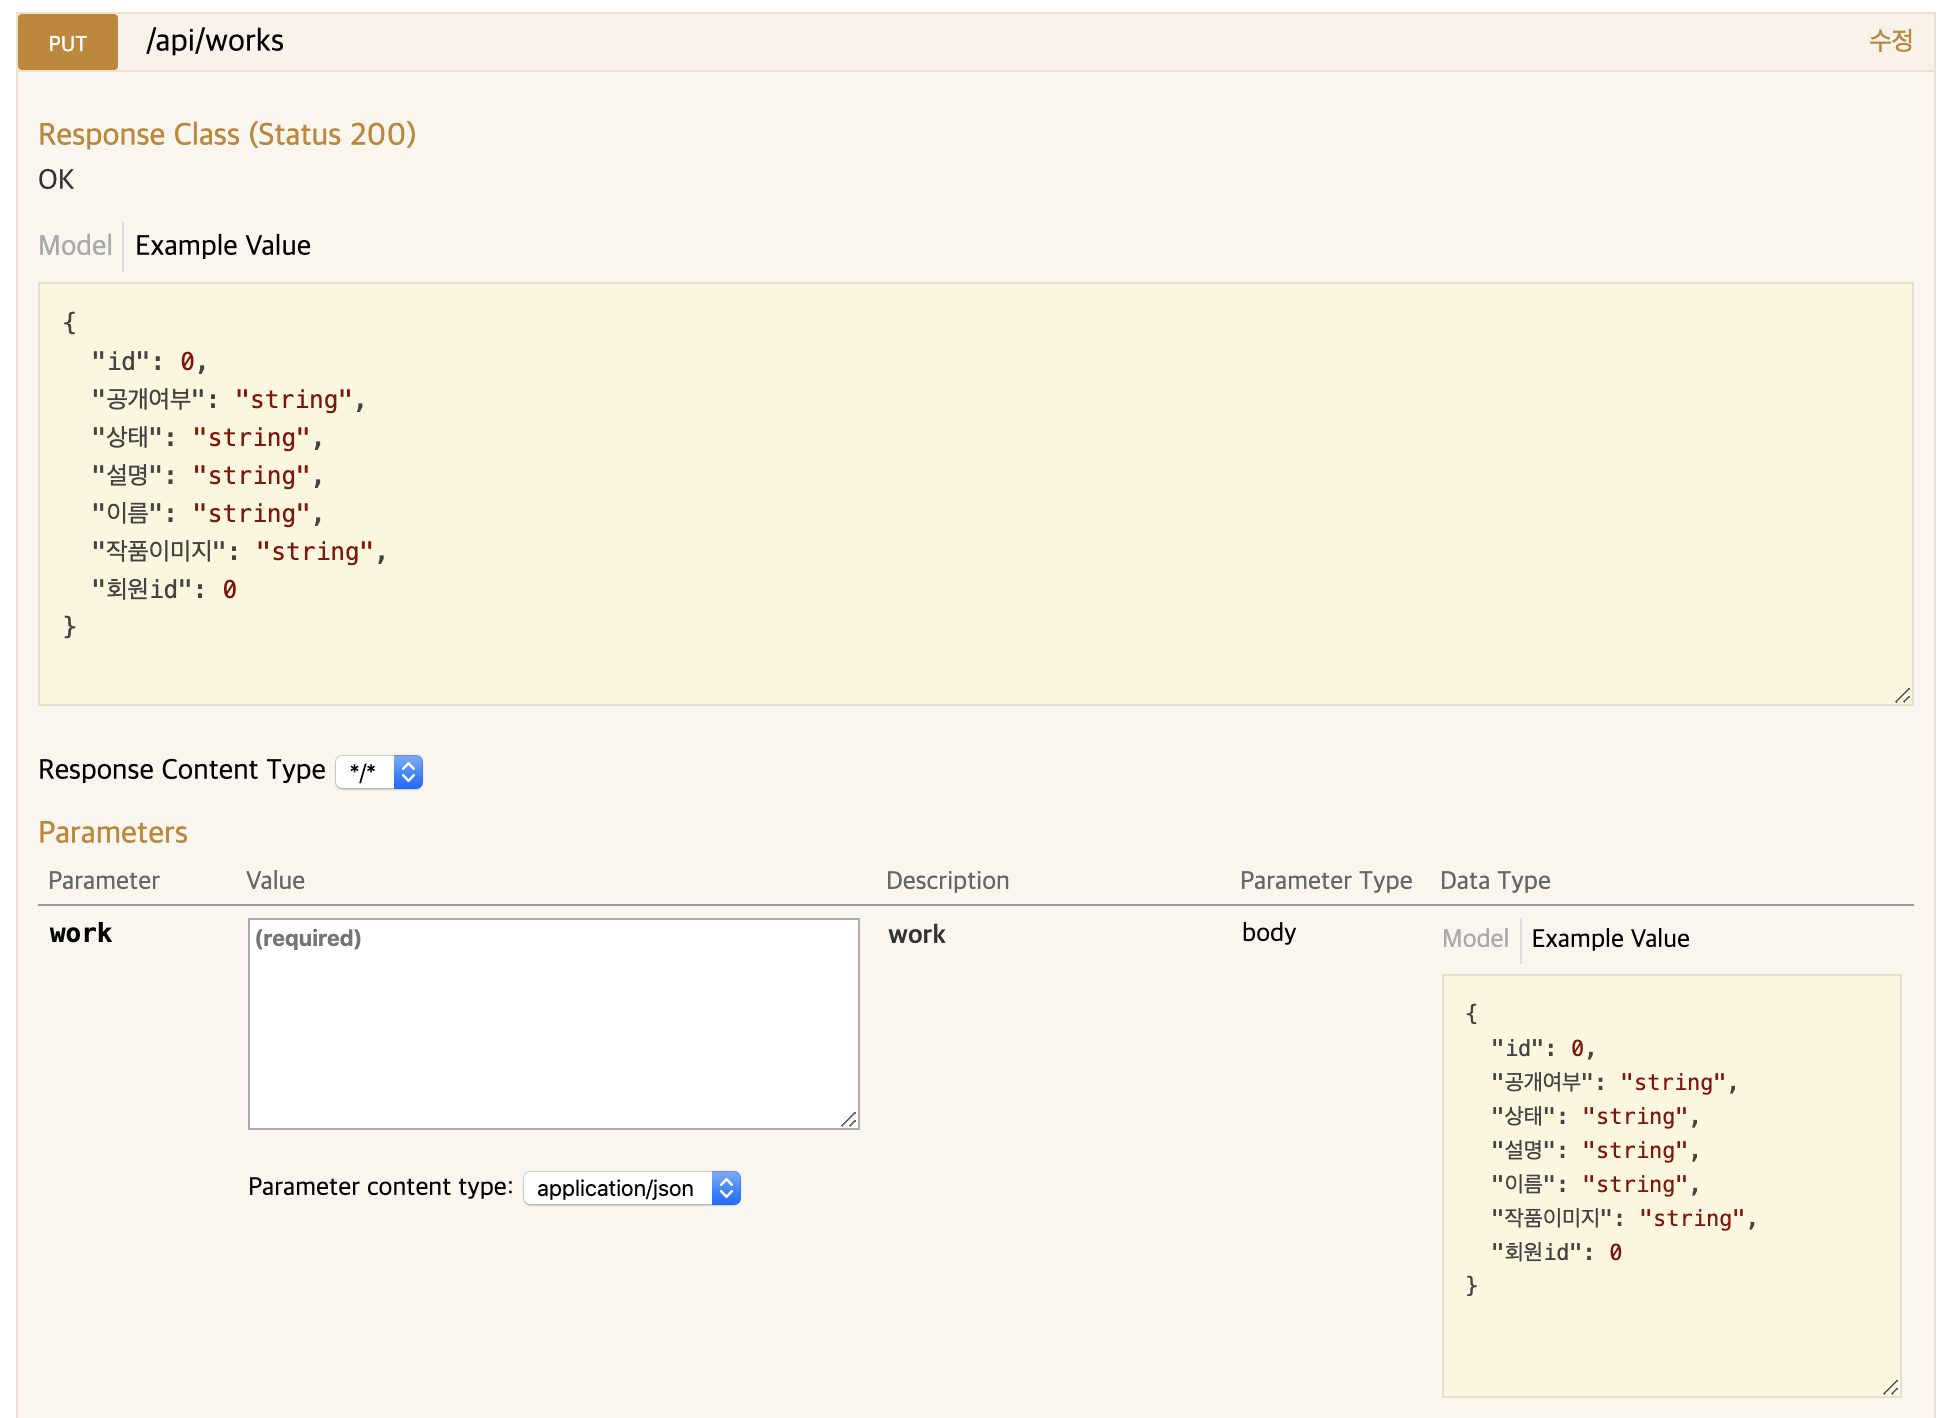 PUT /api/works 수정
Response Class (Status 200)
OK
Model Example Value
{
"id": 0,
"공개여부": "string",
"상태": "string",
"설명": "string",
"이름": "string",
"작품이미지": "string",
"회원id": 0
}
Response Content Type */*
Parameters
Parameter Value Description Parameter Type Data Type
work (required) work body Model Example Value
{
"id": 0,
"공개여부": "string",
"상태": "string",
"설명": "string",
"이름": "string",
"작품이미지": "string",
"회원id": 0
}
Parameter content type: application/json